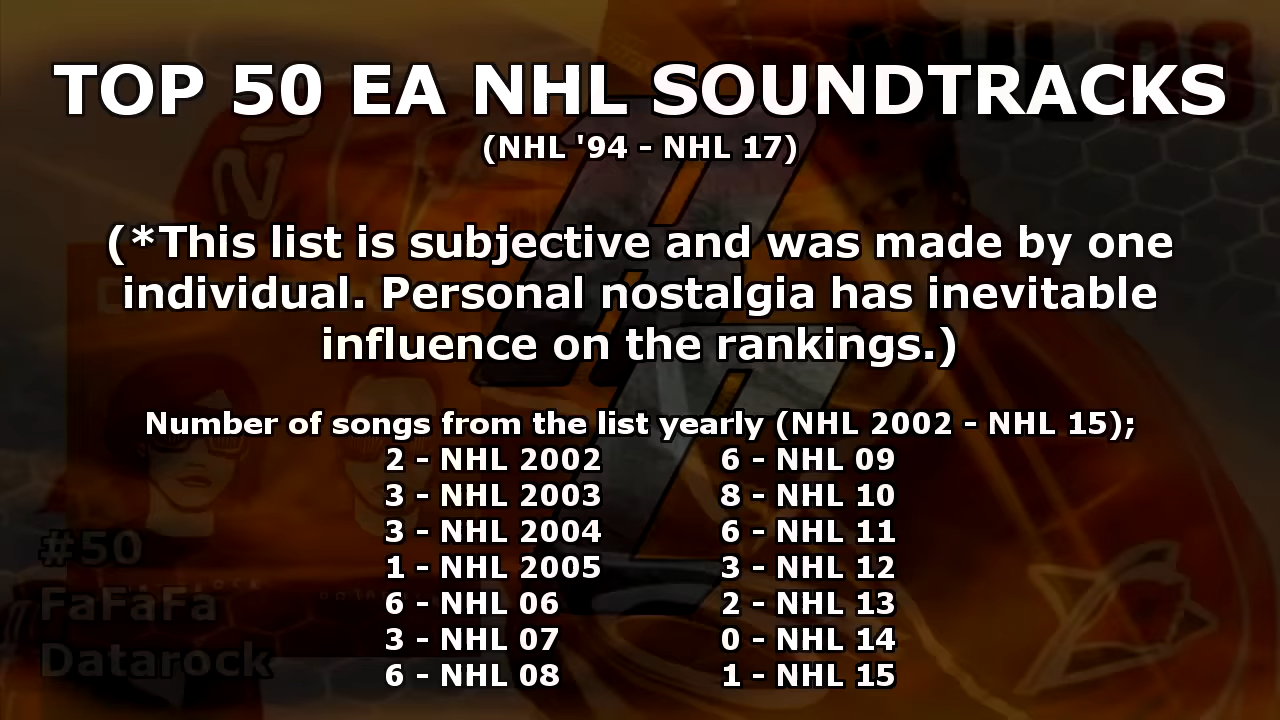 TOP 50 EA NHL SOUNDTRACKS
(NHL '94 - NHL 17)
(*This list is subjective and was made by one
individual. Personal nostalgia has inevitable
influence on the rankings.)
Number of songs from the list yearly (NHL 2002 - NHL 15);
2 - NHL 2002
3 - NHL 2003
3 - NHL 2004
1 - NHL 2005
6 - NHL 06
3 - NHL 07
6 - NHL 08
6 - NHL 09
8 - NHL 10
6 - NHL 11
3 - NHL 12
2 - NHL 13
0 - NHL 14
1 - NHL 15
#50
FaFaFa
Datarock